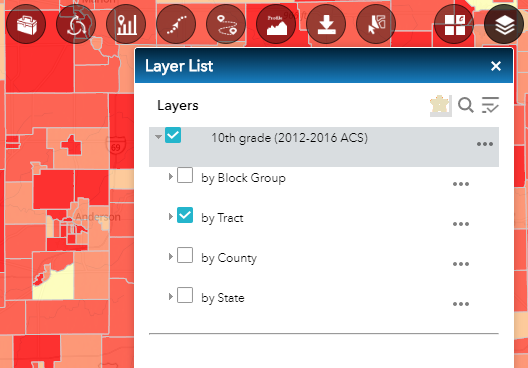 Marion
Profile
Layer List
Layers
10th grade (2012-2016 ACS)
by Block Group
by Tract
by County
by State
69
Anderson